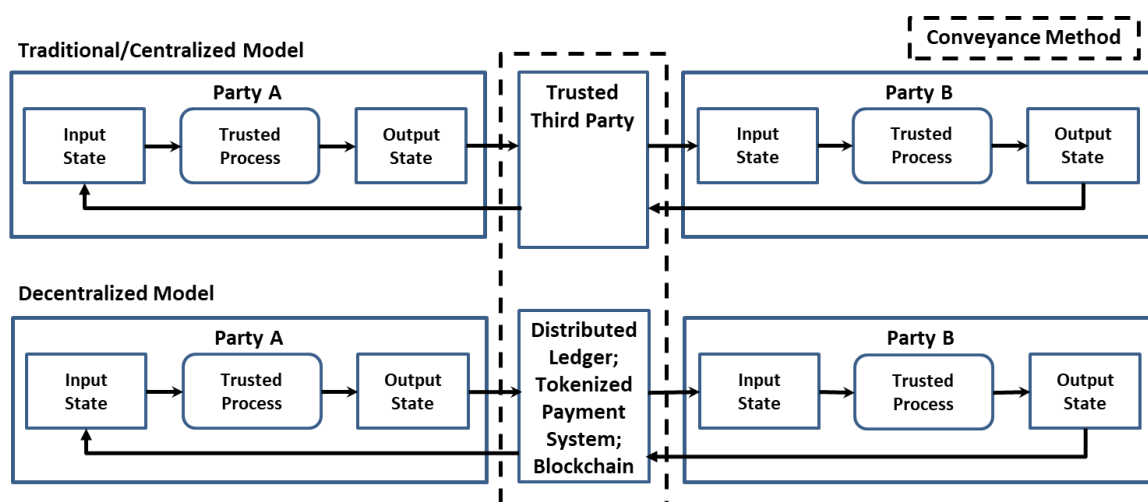 Traditional/Centralized Model
Conveyance Method
Party A
Input
State
Trusted
Process
Output
State
Trusted
Third Party
Party B
Input
State
Trusted
Process
Output
State
Decentralized Model
Party A
Input
State
Trusted
Process
Output
State
Distributed
Ledger;
Tokenized
Payment
System;
Blockchain
Party B
Input
State
Trusted
Process
Output
State